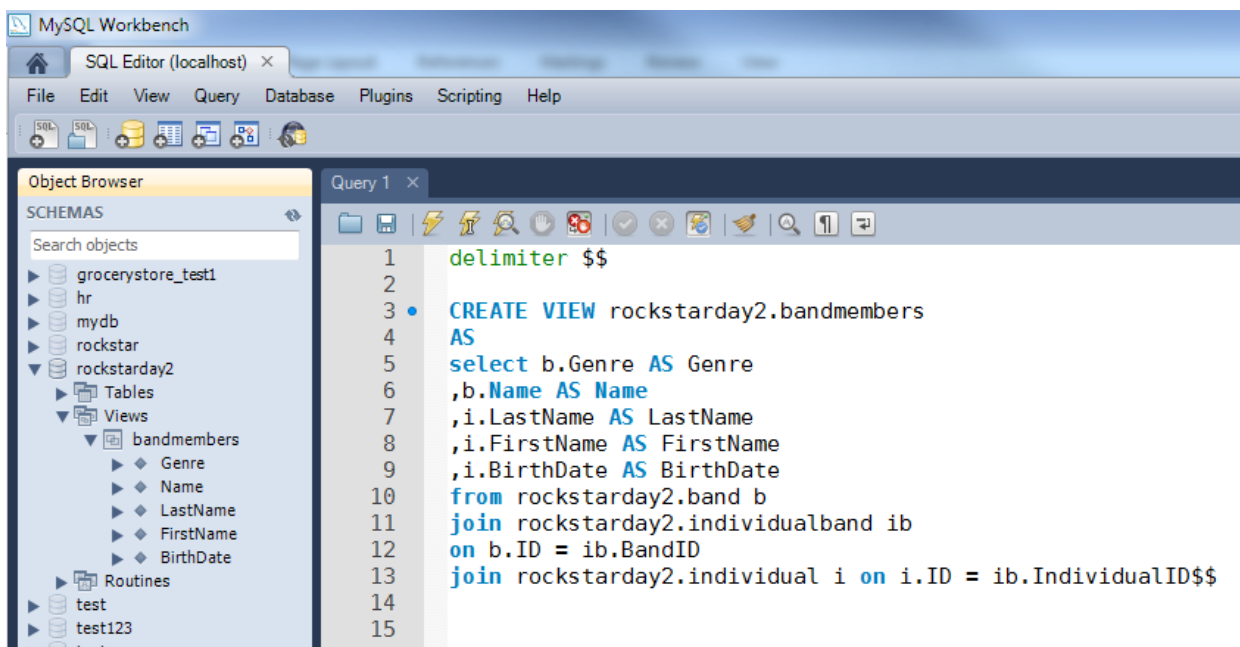 MySQL Workbench
SQL Editor (localhost) ×
File Edit View Query Database Plugins Scripting Help
SQL SQL
Object Browser
SCHEMAS
Search objects
grocerystore_test1
hr
mydb
rockstar
rockstarday2
Tables
Views
bandmembers
Genre
Name
LastName
FirstName
BirthDate
Routines
test
test123
Query 1 ×
1 delimiter $$
2
3 CREATE VIEW rockstarday2.bandmembers
4 AS
5 select b.Genre AS Genre
6 ,b.Name AS Name
7 ,i.LastName AS LastName
8 ,i.FirstName AS FirstName
9 ,i.BirthDate AS BirthDate
10 from rockstarday2.band b
11 join rockstarday2.individualband ib
12 on b.ID = ib.BandID
13 join rockstarday2.individual i on i.ID = ib.IndividualID$$
14
15